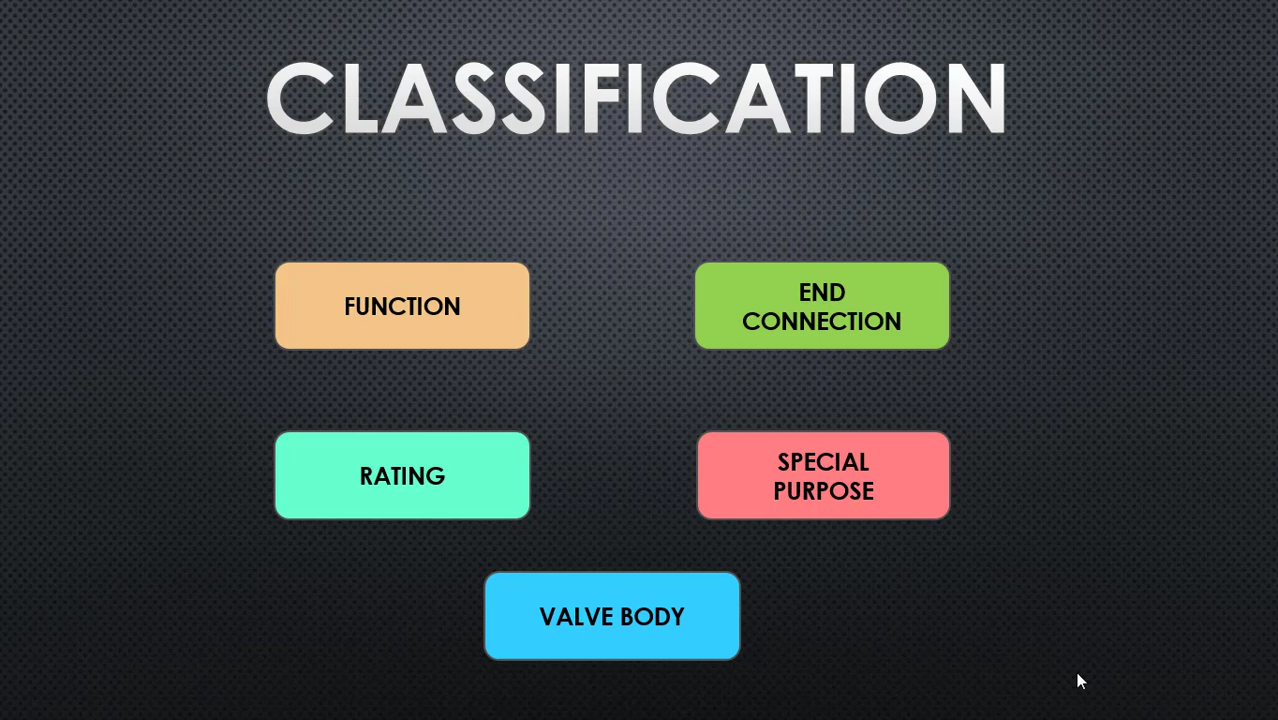 CLASSIFICATION
FUNCTION
END
CONNECTION
RATING
SPECIAL
PURPOSE
VALVE BODY